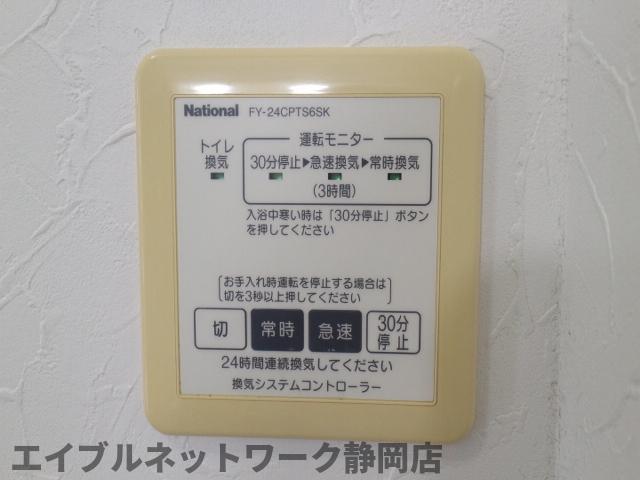 National FY-24CPTS6SK
運転モニター
トイレ
換気
30分停止▶急速換気▶常時換気
(3時間)
入浴中寒い時は「30分停止」ボタン
を押してください
お手入れ時運転を停止する場合は
切を3秒以上押してください
切 常時 急速 30分
停止
24時間連続換気してください
換気システムコントローラー
エイブルネットワーク静岡店